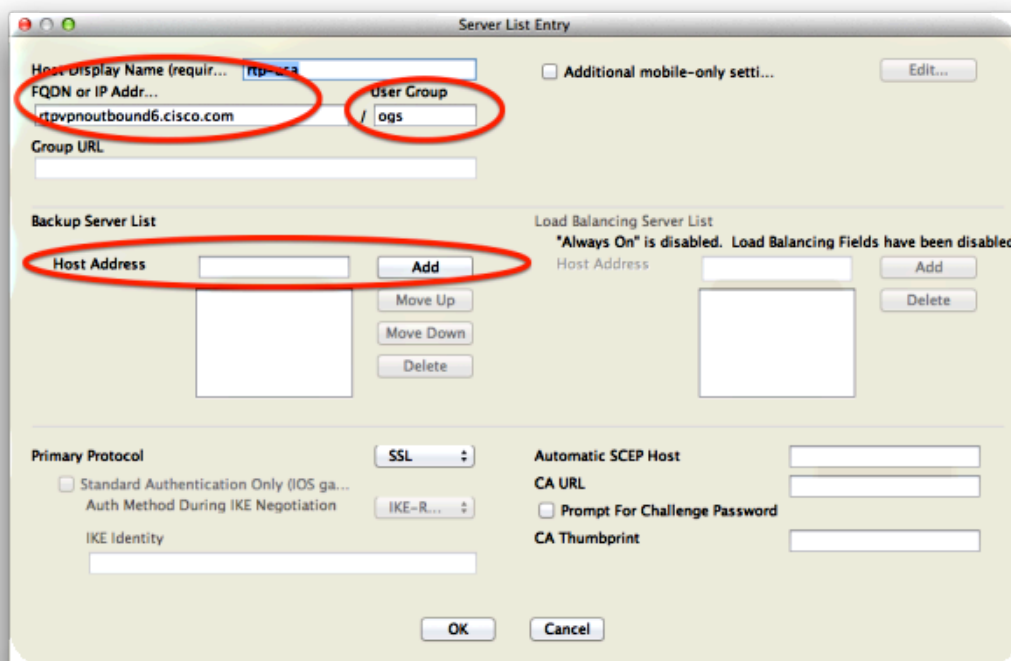 Server List Entry
Host Display Name (requir...
Additional mobile-only setti...
Edit...
FQDN or IP Addr...
User Group
rtpvpnoutbound6.cisco.com / ogs
Group URL
Backup Server List
Load Balancing Server List
"Always On" is disabled. Load Balancing Fields have been disabled
Host Address
Add
Host Address
Add
Move Up
Delete
Move Down
Delete
Primary Protocol
SSL
Automatic SCEP Host
Standard Authentication Only (IOS ga...
CA URL
Auth Method During IKE Negotiation
IKE-R...
Prompt For Challenge Password
IKE Identity
CA Thumbprint
OK
Cancel